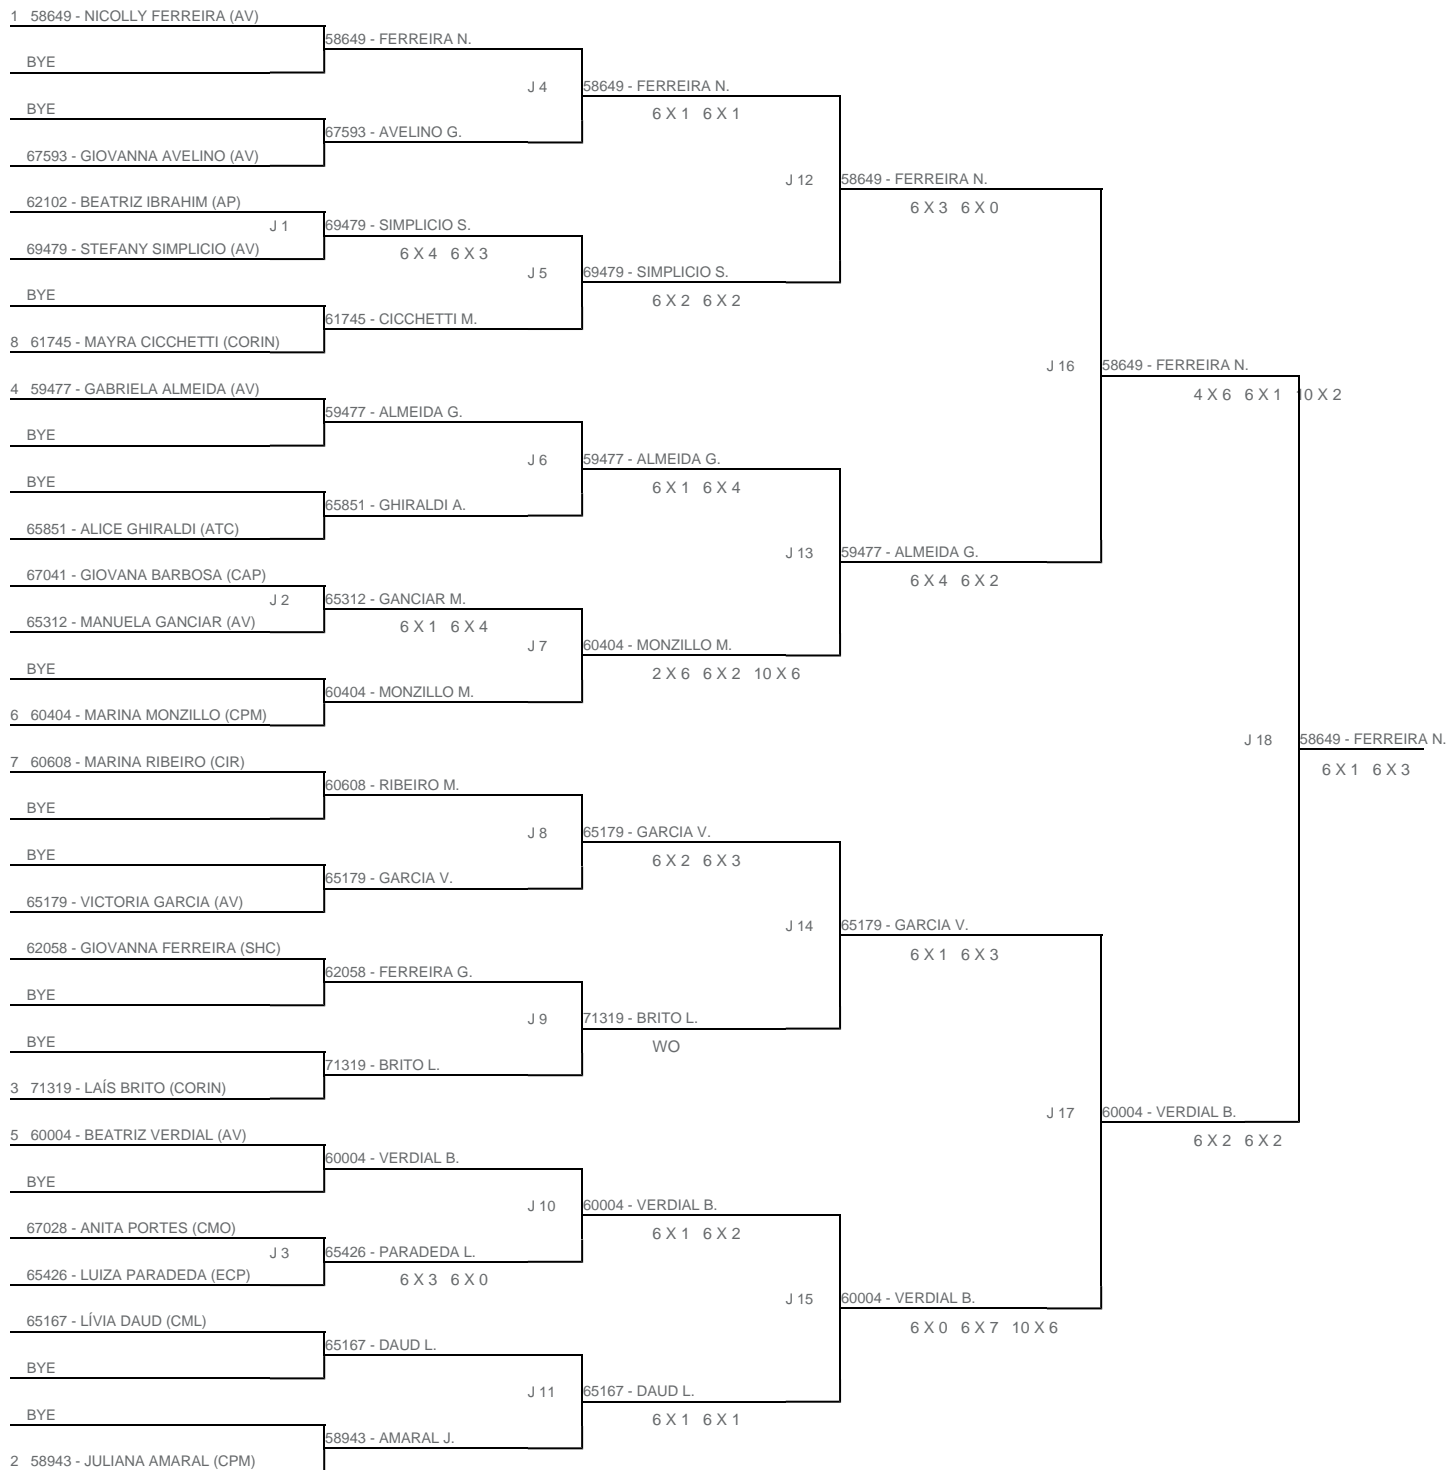 1 58649 - NICOLLY FERREIRA (AV)
58649 - FERREIRA N.
BYE
J 4
58649 - FERREIRA N.
6 X 1 6 X 1
BYE
67593 - AVELINO G.
67593 - GIOVANNA AVELINO (AV)
J 12
58649 - FERREIRA N.
6 X 3 6 X 0
62102 - BEATRIZ IBRAHIM (AP)
J 1
69479 - SIMPLICIO S.
6 X 4 6 X 3
69479 - STEFANY SIMPLICIO (AV)
J 5
69479 - SIMPLICIO S.
6 X 2 6 X 2
BYE
61745 - CICCHETTI M.
8 61745 - MAYRA CICCHETTI (CORIN)
J 16
58649 - FERREIRA N.
4 X 6 6 X 1 10 X 2
4 59477 - GABRIELA ALMEIDA (AV)
59477 - ALMEIDA G.
BYE
J 6
59477 - ALMEIDA G.
6 X 1 6 X 4
BYE
65851 - GHIRALDI A.
65851 - ALICE GHIRALDI (ATC)
J 13
59477 - ALMEIDA G.
6 X 4 6 X 2
67041 - GIOVANA BARBOSA (CAP)
J 2
65312 - GANCIAR M.
6 X 1 6 X 4
65312 - MANUELA GANCIAR (AV)
J 7
60404 - MONZILLO M.
2 X 6 6 X 2 10 X 6
BYE
60404 - MONZILLO M.
6 60404 - MARINA MONZILLO (CPM)
J 18
58649 - FERREIRA N.
6 X 1 6 X 3
7 60608 - MARINA RIBEIRO (CIR)
60608 - RIBEIRO M.
BYE
J 8
65179 - GARCIA V.
6 X 2 6 X 3
BYE
65179 - GARCIA V.
65179 - VICTORIA GARCIA (AV)
J 14
65179 - GARCIA V.
6 X 1 6 X 3
62058 - GIOVANNA FERREIRA (SHC)
62058 - FERREIRA G.
BYE
J 9
71319 - BRITO L.
WO
BYE
71319 - BRITO L.
3 71319 - LAÍS BRITO (CORIN)
J 17
60004 - VERDIAL B.
6 X 2 6 X 2
5 60004 - BEATRIZ VERDIAL (AV)
60004 - VERDIAL B.
BYE
J 10
60004 - VERDIAL B.
6 X 1 6 X 2
67028 - ANITA PORTES (CMO)
J 3
65426 - PARADEDA L.
6 X 3 6 X 0
65426 - LUIZA PARADEDA (ECP)
J 15
60004 - VERDIAL B.
6 X 0 6 X 7 10 X 6
65167 - LÍVIA DAUD (CML)
65167 - DAUD L.
BYE
J 11
65167 - DAUD L.
6 X 1 6 X 1
BYE
58943 - AMARAL J.
2 58943 - JULIANA AMARAL (CPM)